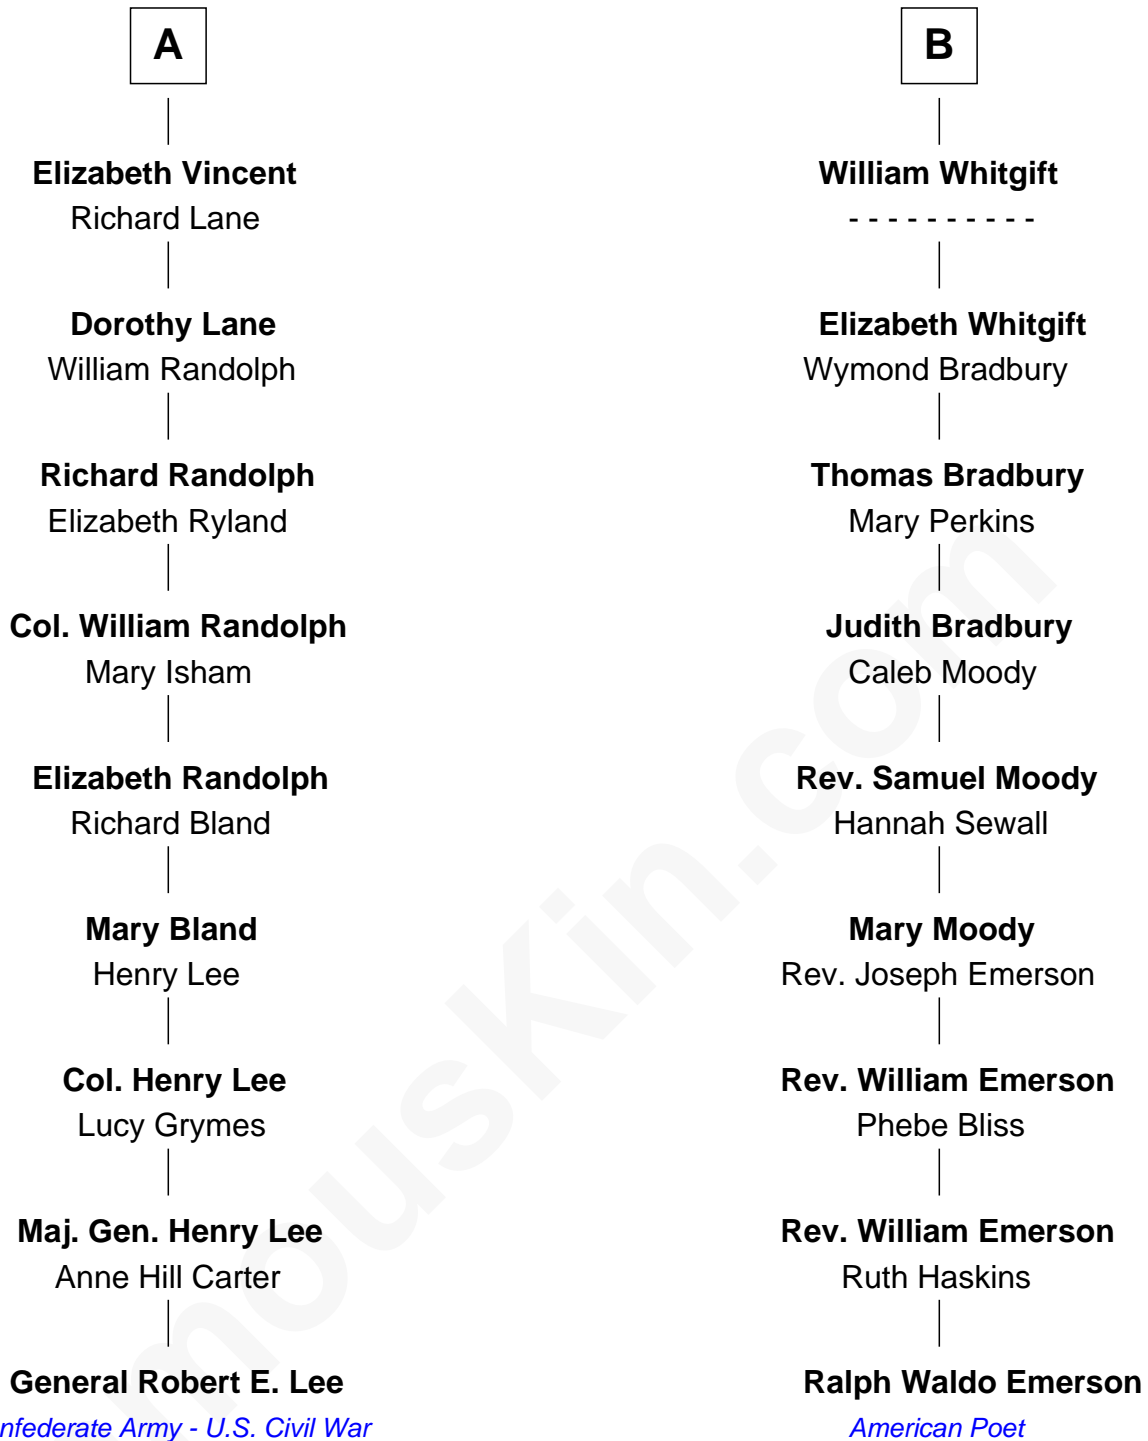 A
Elizabeth Vincent
Richard Lane
Dorothy Lane
William Randolph
Richard Randolph
Elizabeth Ryland
Col. William Randolph
Mary Isham
Elizabeth Randolph
Richard Bland
Mary Bland
Henry Lee
Col. Henry Lee
Lucy Grymes
Maj. Gen. Henry Lee
Anne Hill Carter
General Robert E. Lee
nfederate Army - U.S. Civil War
B
William Whitgift
- - - - - - - - - -
Elizabeth Whitgift
Wymond Bradbury
Thomas Bradbury
Mary Perkins
Judith Bradbury
Caleb Moody
Rev. Samuel Moody
Hannah Sewall
Mary Moody
Rev. Joseph Emerson
Rev. William Emerson
Phebe Bliss
Rev. William Emerson
Ruth Haskins
Ralph Waldo Emerson
American Poet
mouskin.com